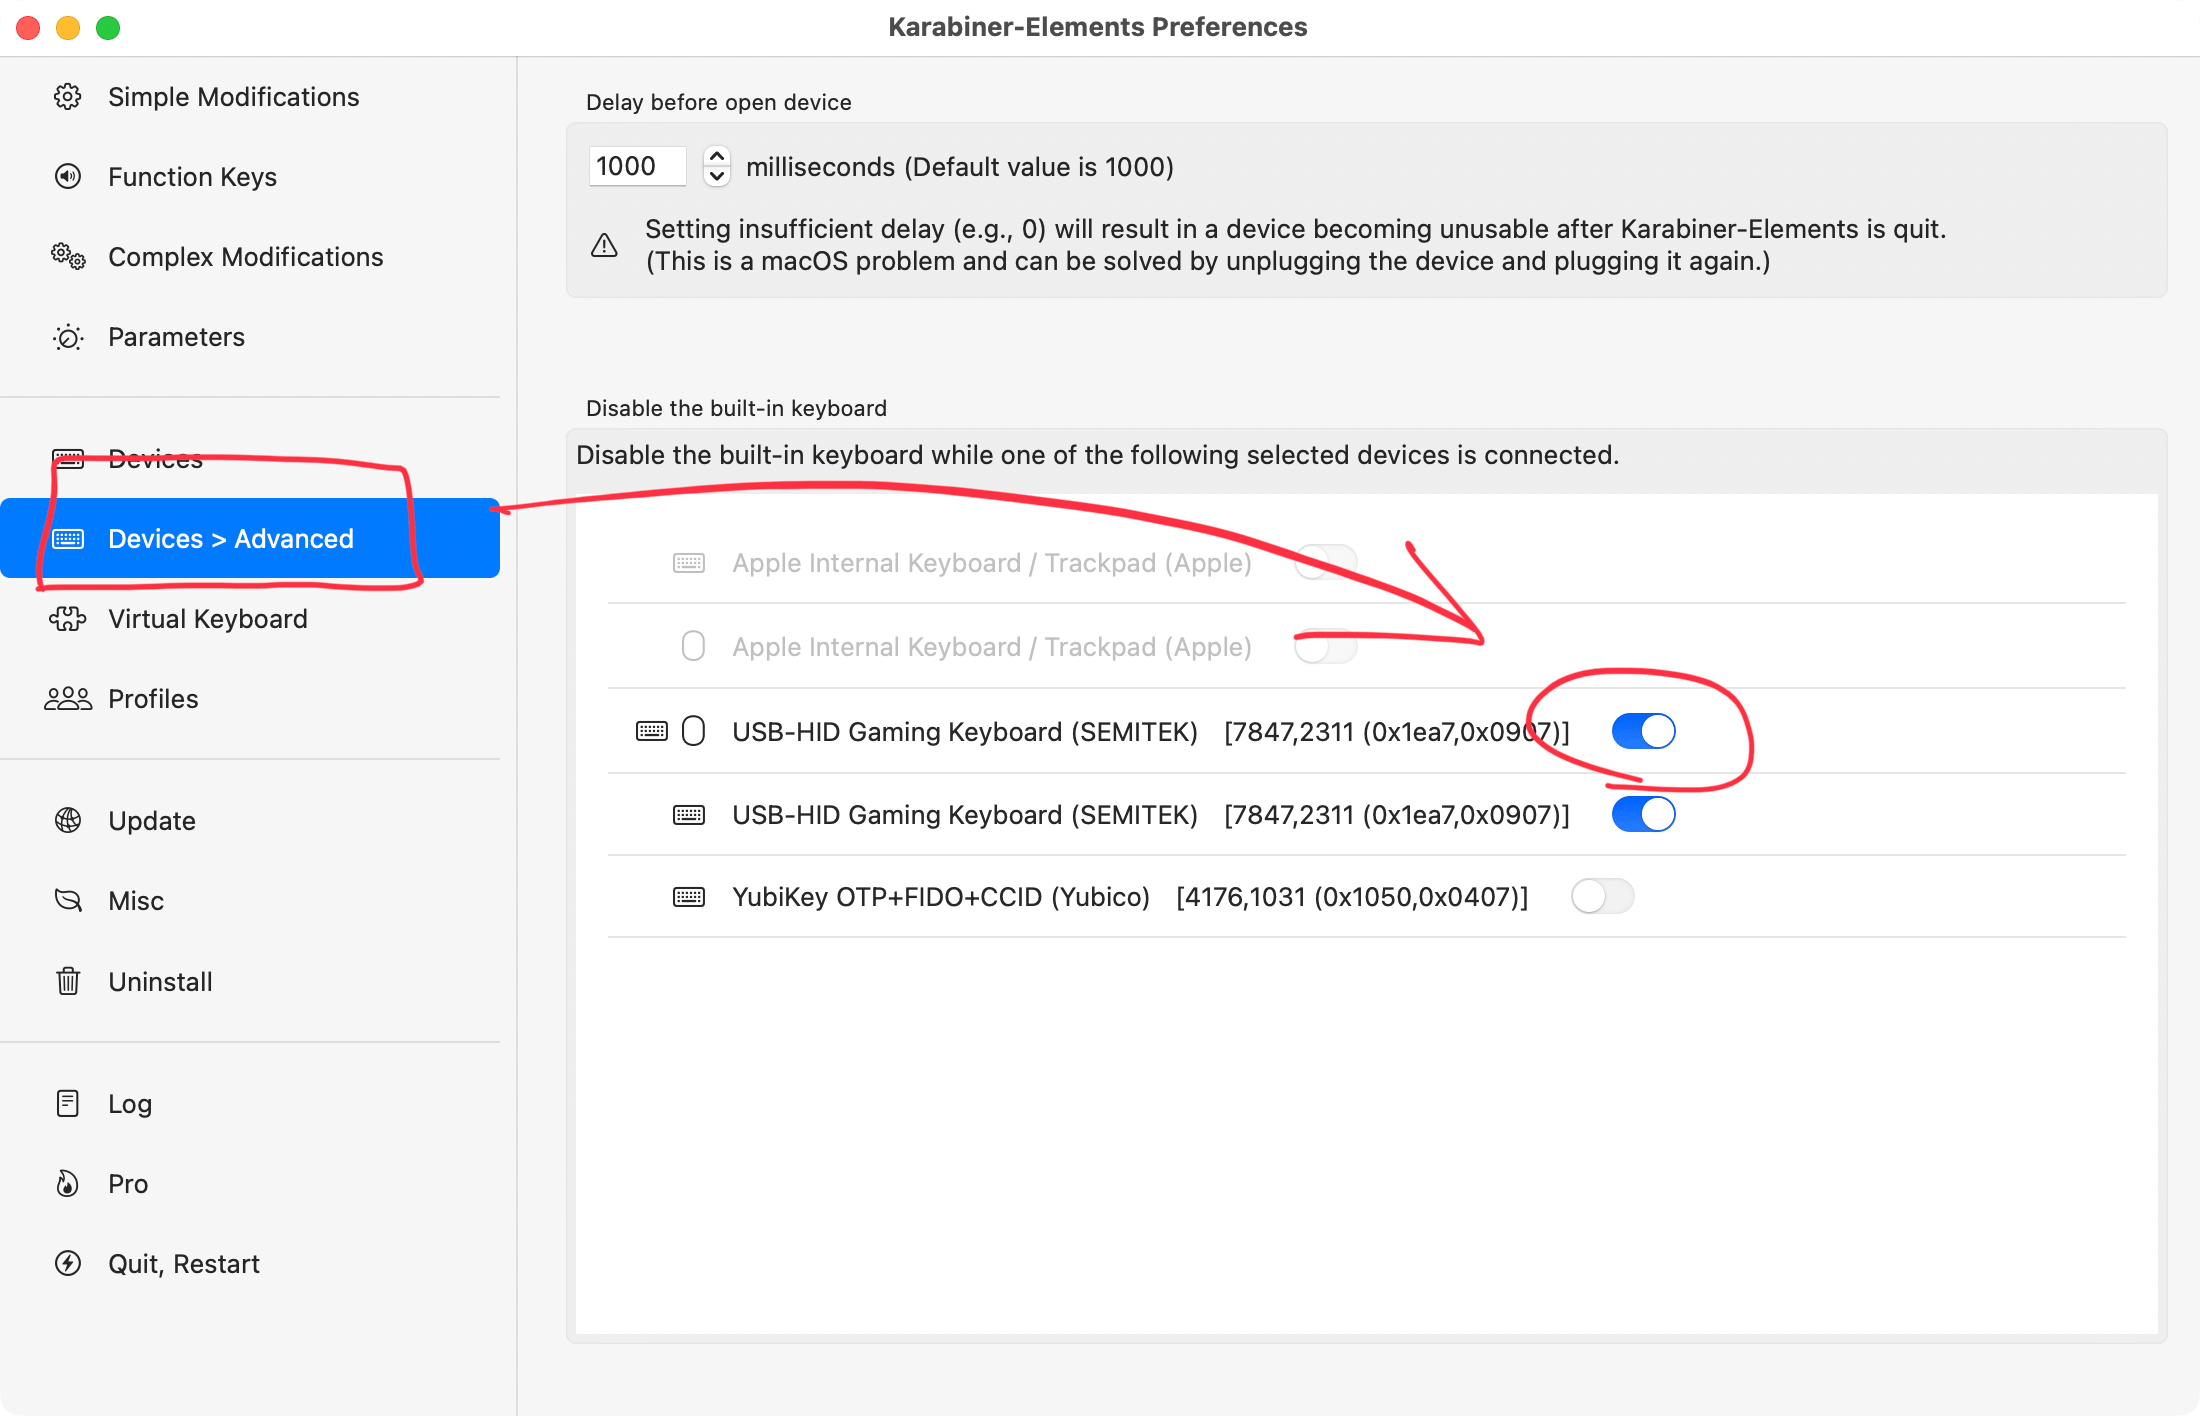 Karabiner-Elements Preferences
Simple Modifications
Function Keys
Complex Modifications
Parameters
Devices
Devices > Advanced
Virtual Keyboard
Profiles
Update
Misc
Uninstall
Log
Pro
Quit, Restart
Delay before open device
1000 milliseconds (Default value is 1000)
Setting insufficient delay (e.g., 0) will result in a device becoming unusable after Karabiner-Elements is quit.
(This is a macOS problem and can be solved by unplugging the device and plugging it again.)
Disable the built-in keyboard
Disable the built-in keyboard while one of the following selected devices is connected.
Apple Internal Keyboard / Trackpad (Apple)
Apple Internal Keyboard / Trackpad (Apple)
USB-HID Gaming Keyboard (SEMITEK) [7847,2311 (0x1ea7,0x0907)]
USB-HID Gaming Keyboard (SEMITEK) [7847,2311 (0x1ea7,0x0907)]
YubiKey OTP+FIDO+CCID (Yubico) [4176,1031 (0x1050,0x0407)]